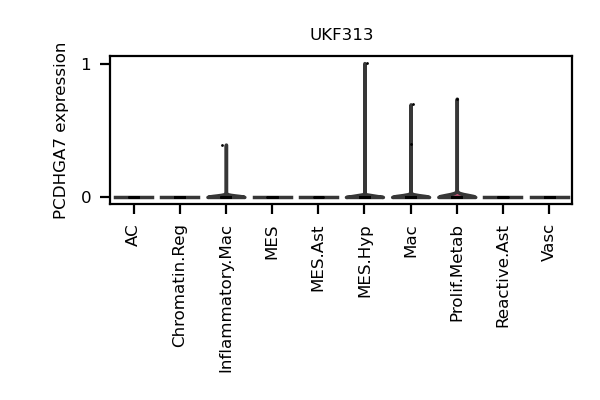 UKF313
PCDHGA7 expression
1
0
AC
Chromatin.Reg
Inflammatory.Mac
MES
MES.Ast
MES.Hyp
Mac
Prolif.Metab
Reactive.Ast
Vasc